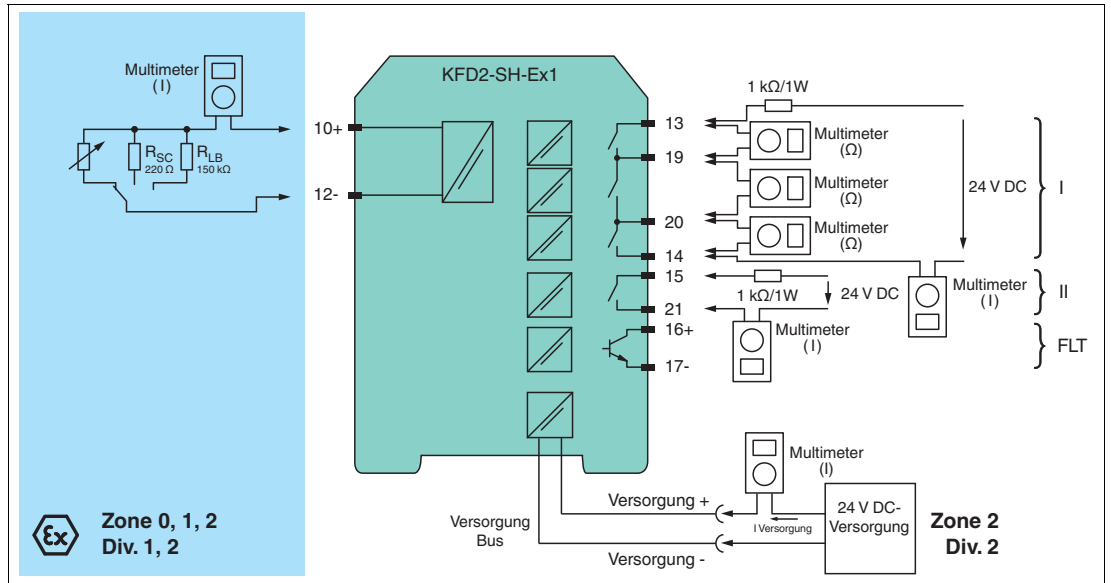 Multimeter
(I)
R_SC
220 Ω
R_LB
150 kΩ
10+
12-
KFD2-SH-Ex1
13
19
20
14
15
21
16+
17-
1 kΩ/1W
Multimeter
(Ω)
Multimeter
(Ω)
Multimeter
(Ω)
24 V DC
I
1 kΩ/1W
24 V DC
Multimeter
(I)
II
Multimeter
(I)
FLT
Multimeter
(I)
Versorgung +
I Versorgung
24 V DC-
Versorgung
Versorgung
Bus
Versorgung -
Zone 2
Div. 2
Ex
Zone 0, 1, 2
Div. 1, 2